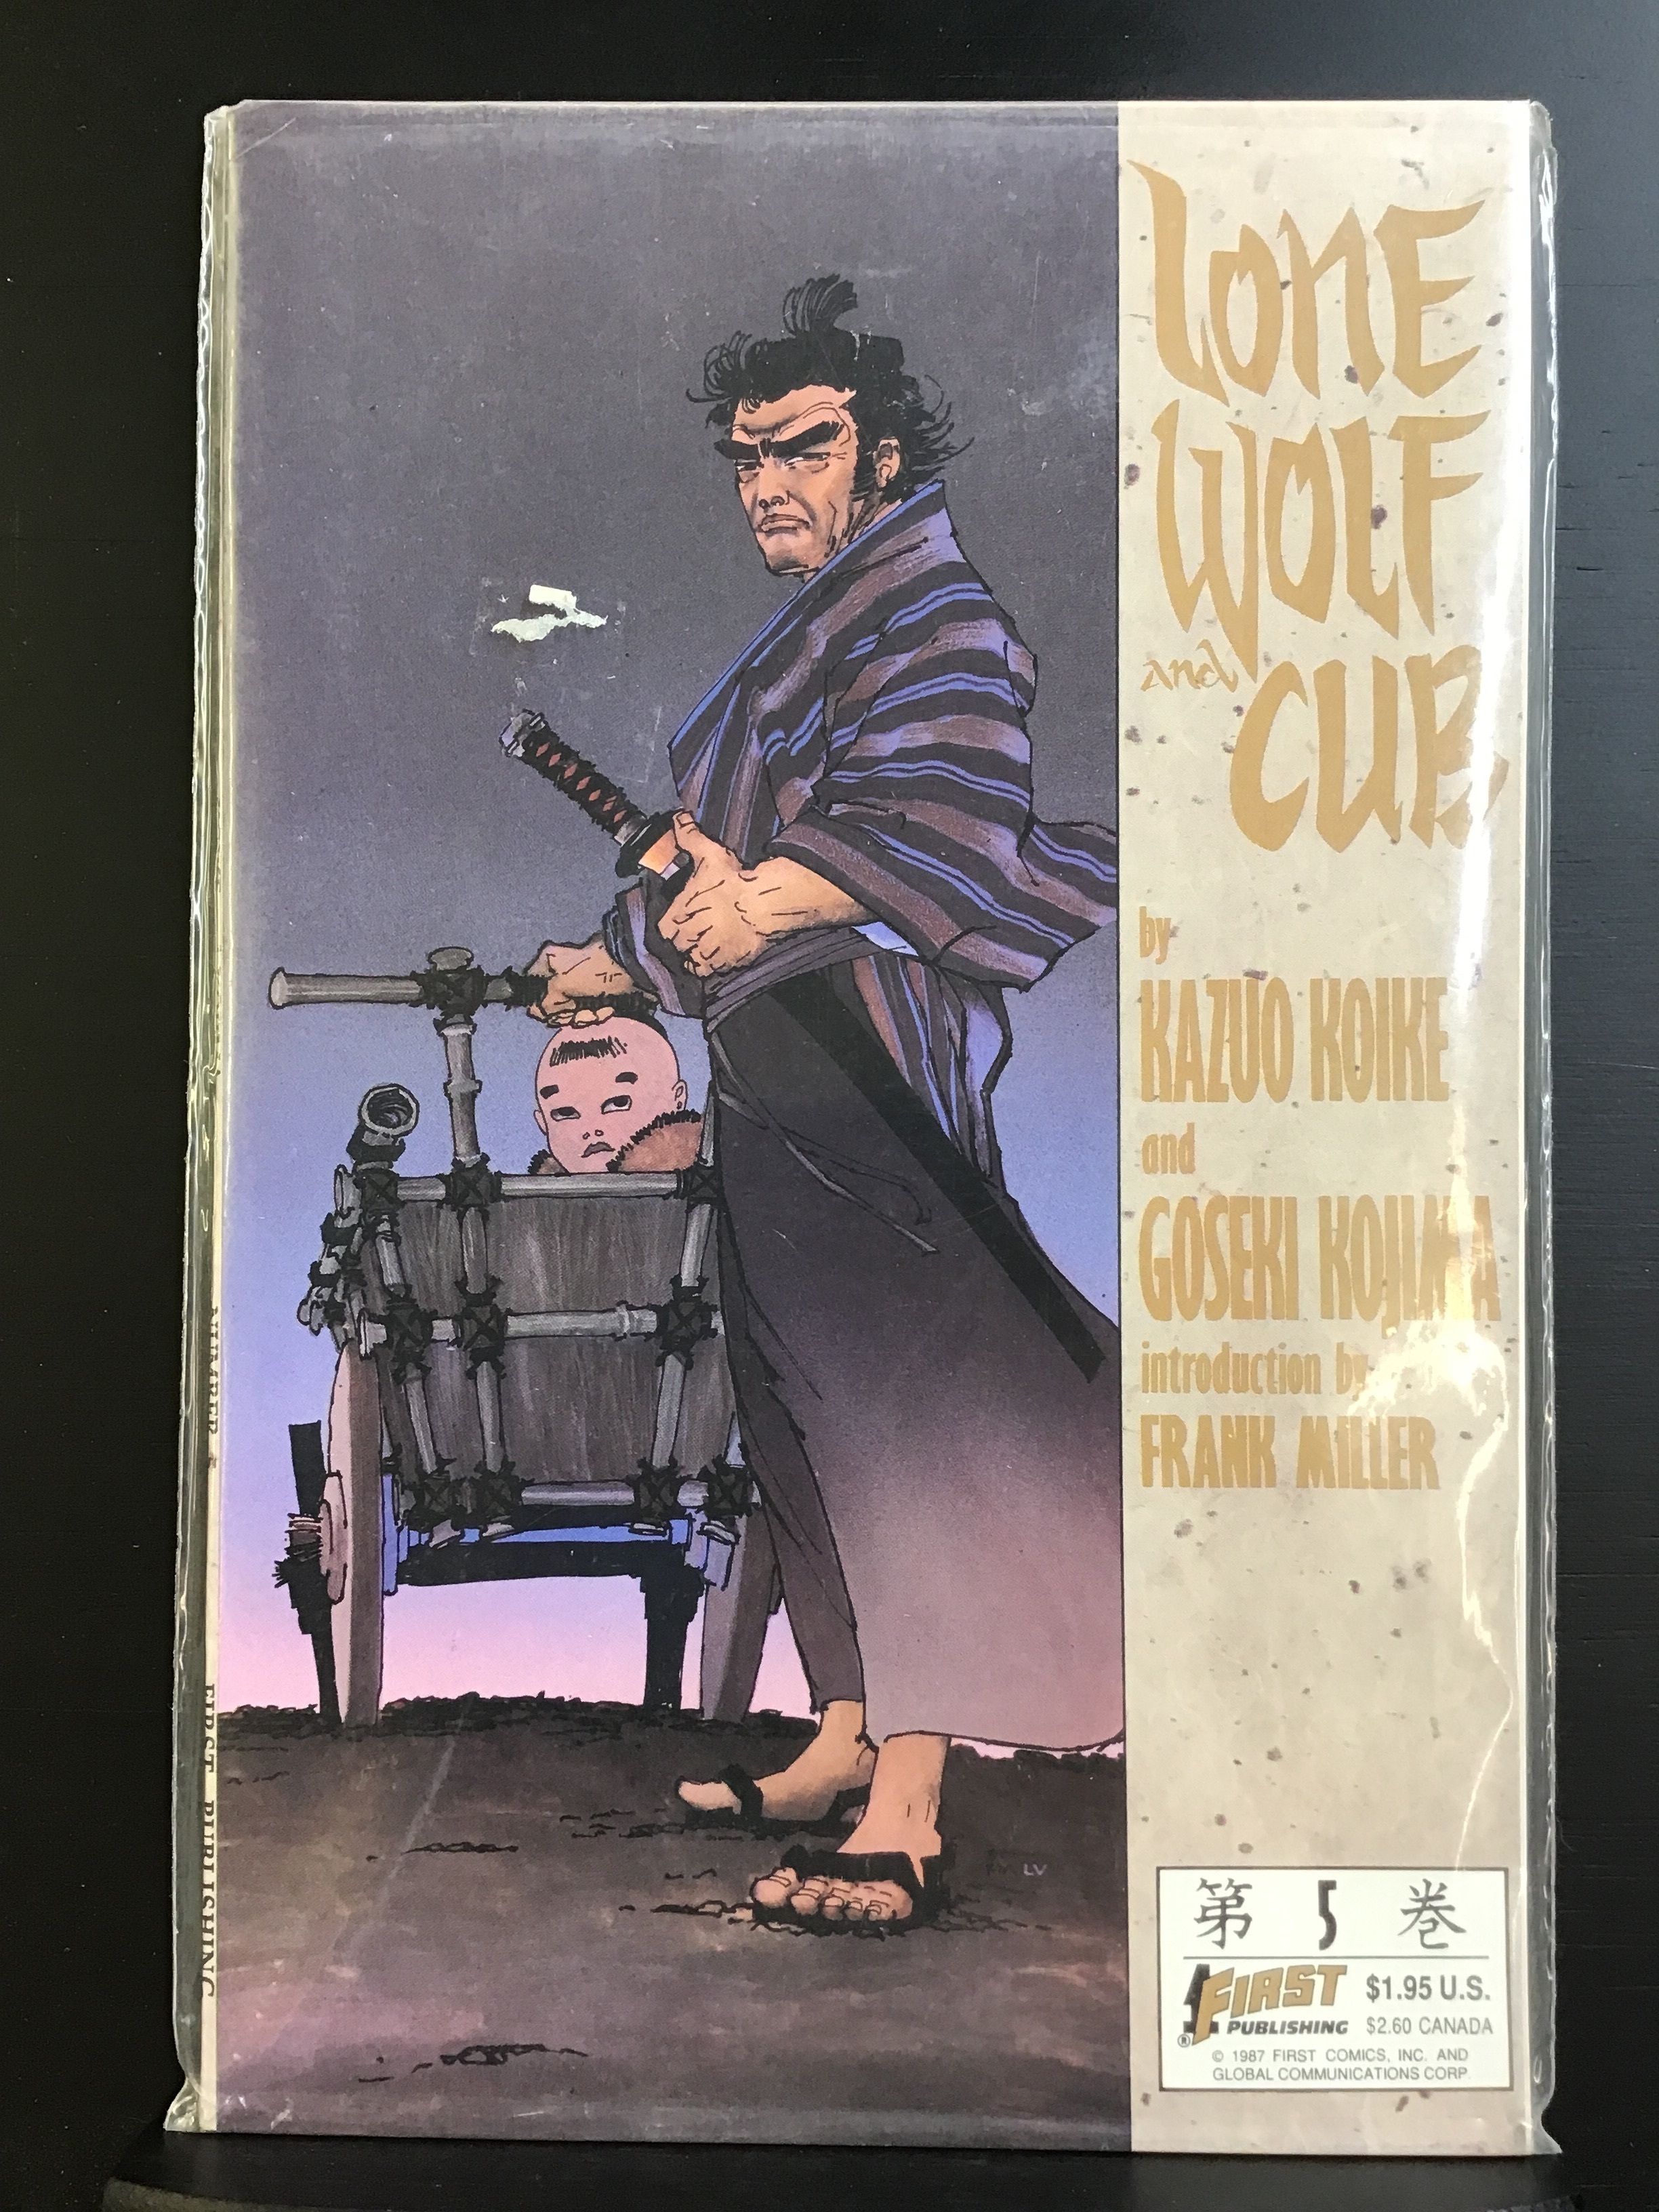 LONE
WOLF
and CUB
by
KAZUO KOIKE
and
GOSEKI KOJIMA
introduction by
FRANK MILLER
第 5 巻
FIRST
PUBLISHING
®
$1.95 U.S.
$2.60 CANADA
© 1987 FIRST COMICS, INC. AND
GLOBAL COMMUNICATIONS CORP.
LV
NUMBER
FIRST PUBLISHING